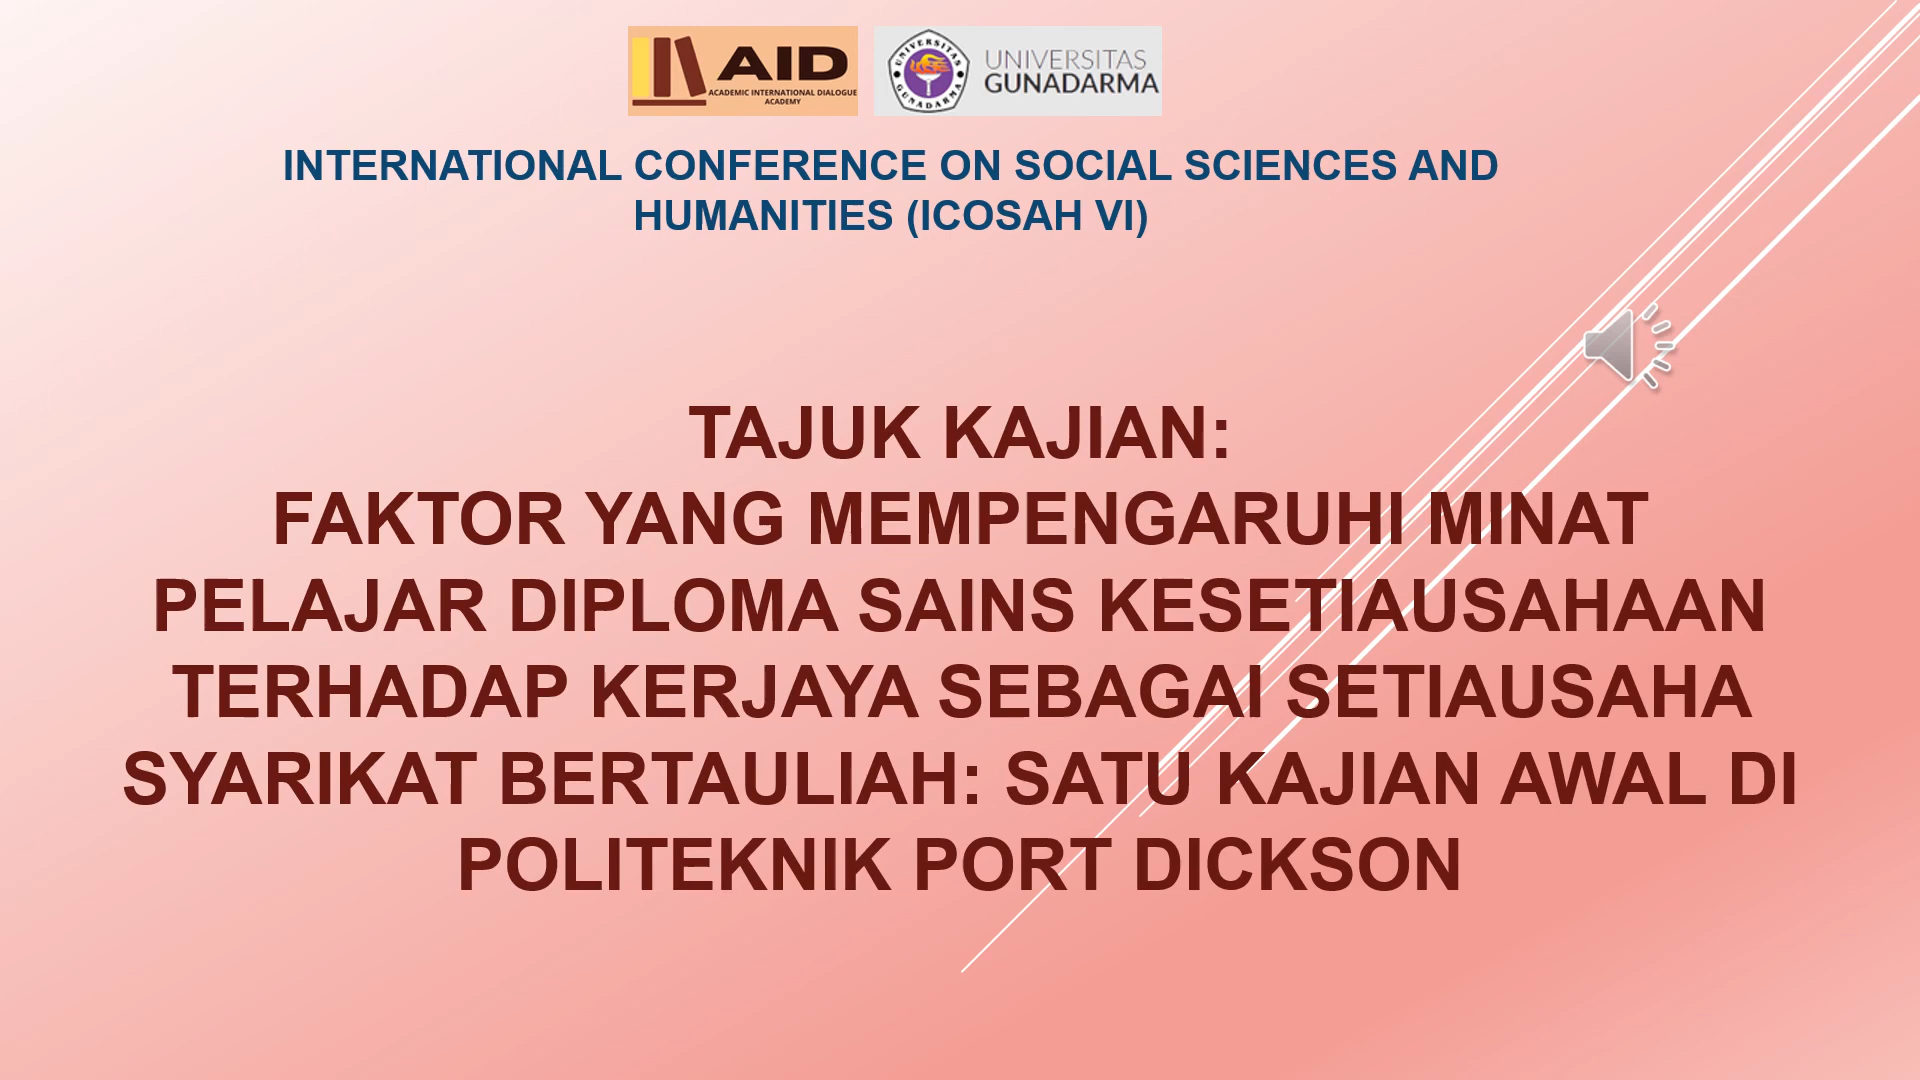 AID
ACADEMIC INTERNATIONAL DIALOGUE
ACADEMY
UNIVERSITAS GUNADARMA
UNIVERSITAS
GUNADARMA
INTERNATIONAL CONFERENCE ON SOCIAL SCIENCES AND
HUMANITIES (ICOSAH VI)
TAJUK KAJIAN:
FAKTOR YANG MEMPENGARUHI MINAT
PELAJAR DIPLOMA SAINS KESETIAUSAHAAN
TERHADAP KERJAYA SEBAGAI SETIAUSAHA
SYARIKAT BERTAULIAH: SATU KAJIAN AWAL DI
POLITEKNIK PORT DICKSON